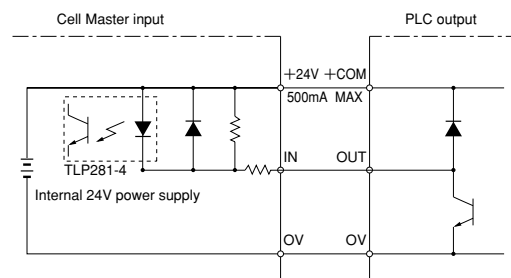 Cell Master input PLC output
+24V +COM
500mA MAX
TLP281-4
IN OUT
Internal 24V power supply
OV OV